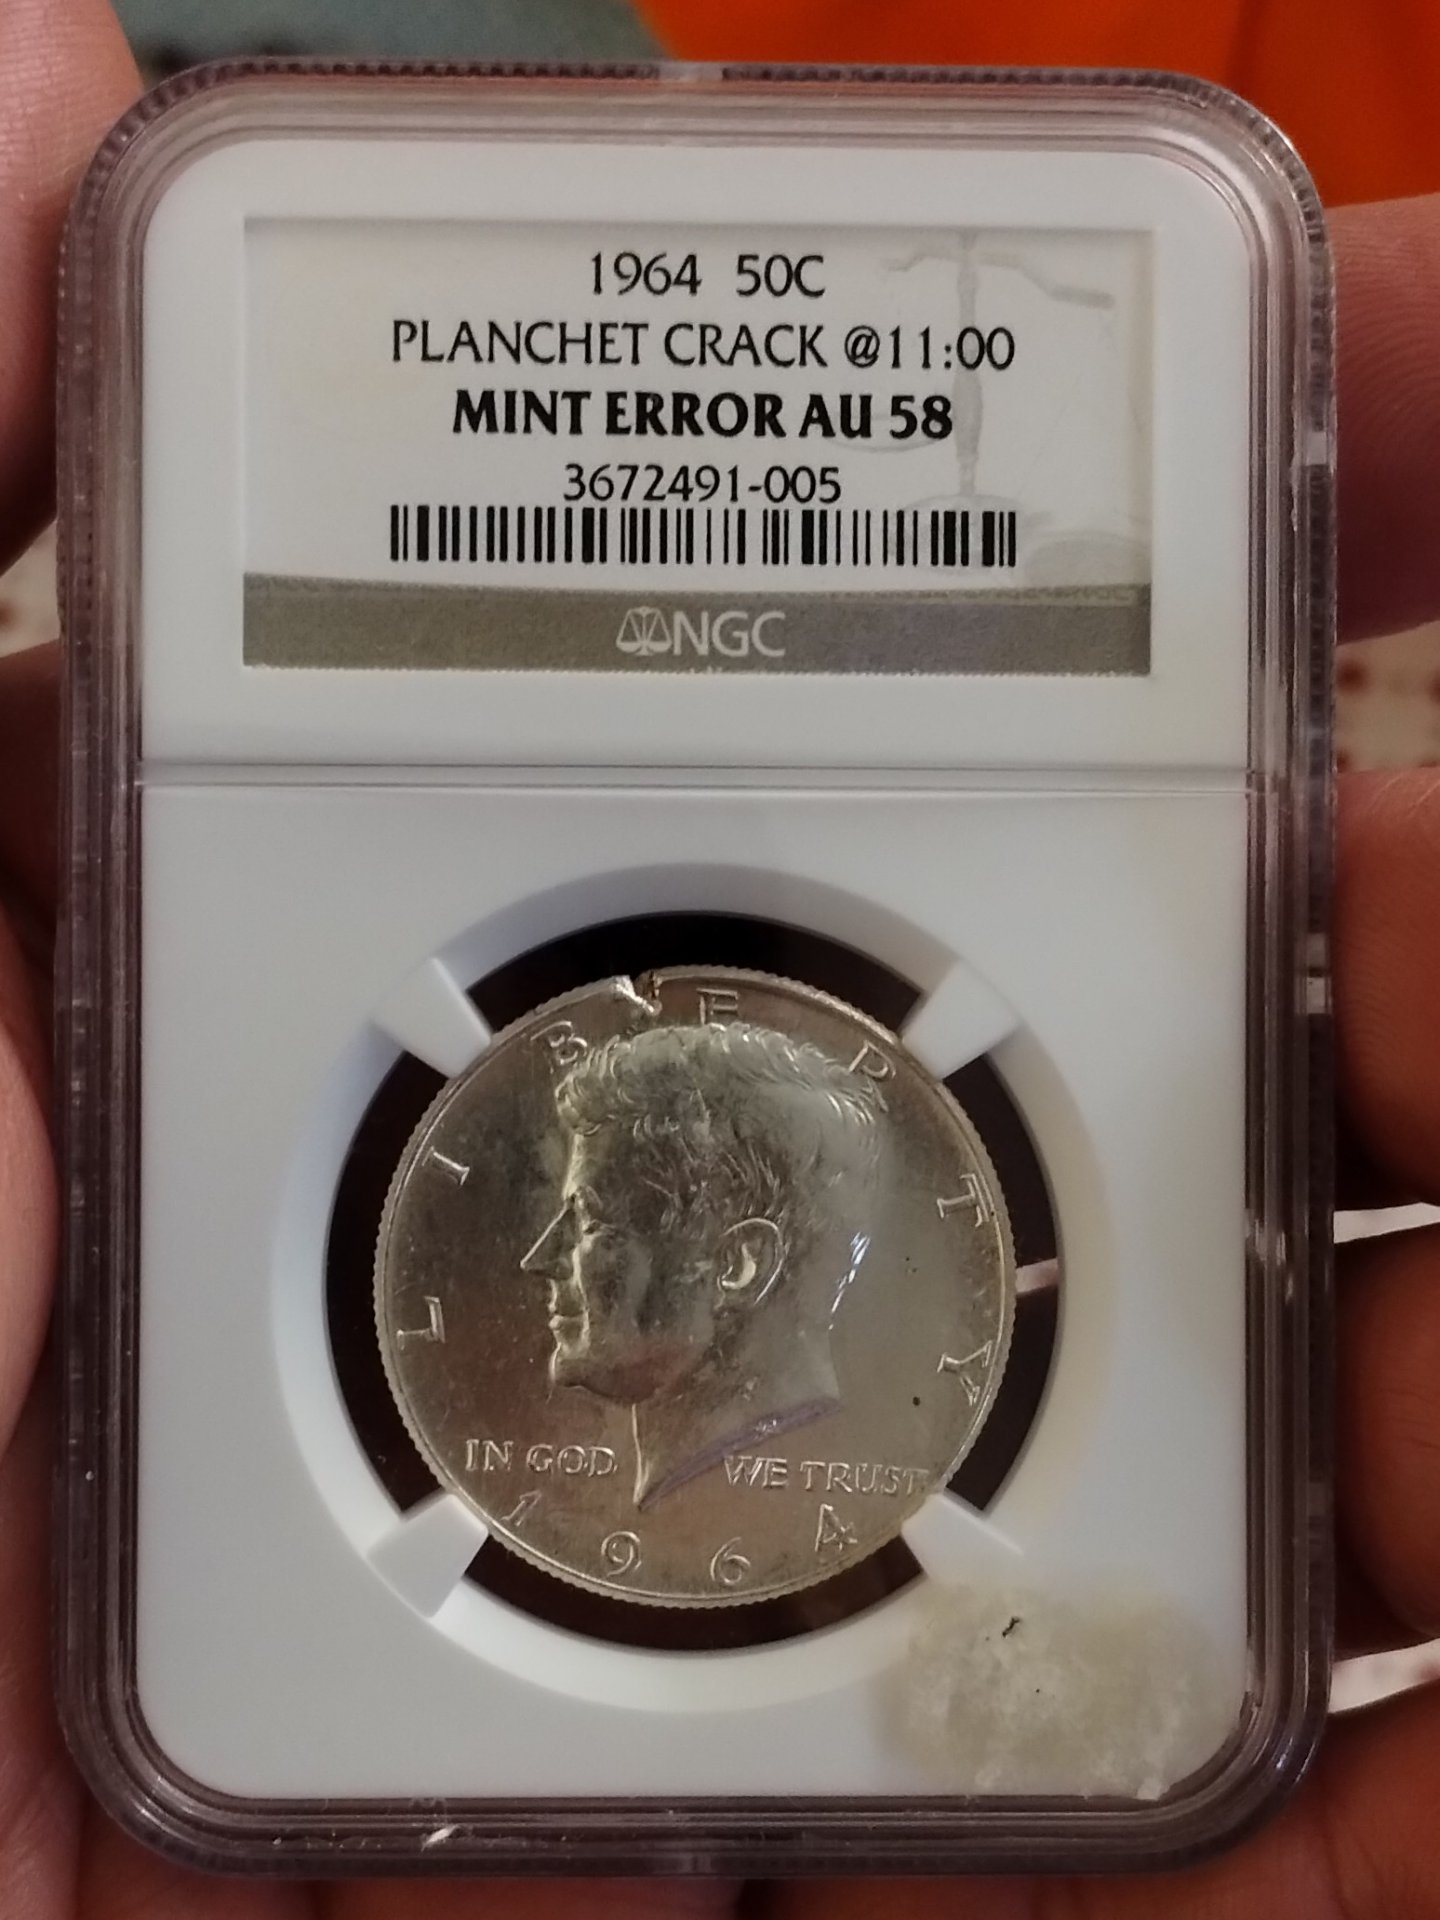 1964 50C
PLANCHET CRACK @11:00
MINT ERROR AU 58
3672491-005
NGC
LIBERTY
IN GOD WE TRUST
1964